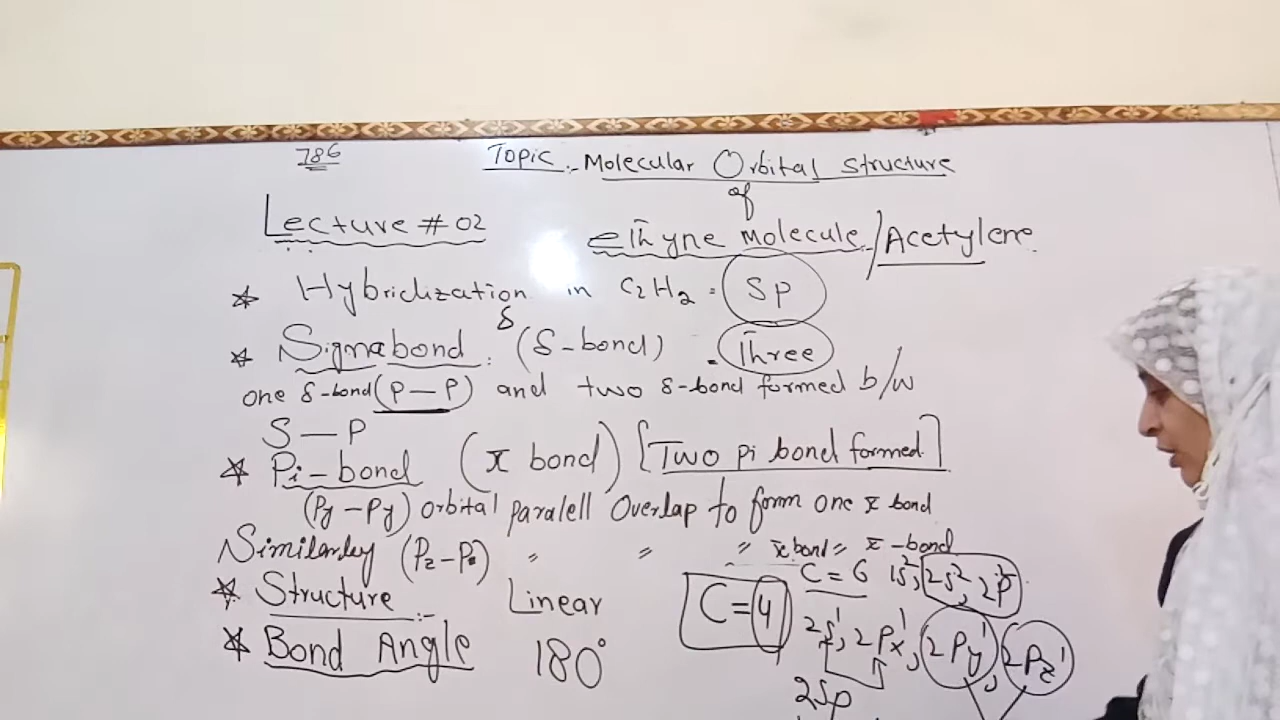 786
Topic :- Molecular Orbital Structure
of
Lecture # 02
eThyne Molecule / Acetylene
☆ Hybridization in C₂H₂ = SP
δ
☆ Sigmabond : (δ-bond) = Three
one δ-bond (P-P) and two δ-bond formed b/w
S-P
☆ Pi-bond (π bond) [Two pi bond formed]
(Py-Py) orbital paralell Overlap to form one π bond
Similarley (Pz-Pz) " " " π bond = π-bond
☆ Structure :- Linear
C = 6 1s², 2s², 2p²
C = 4
2s¹, 2Px¹, 2Py¹, 2Pz¹
☆ Bond Angle 180°
2sp